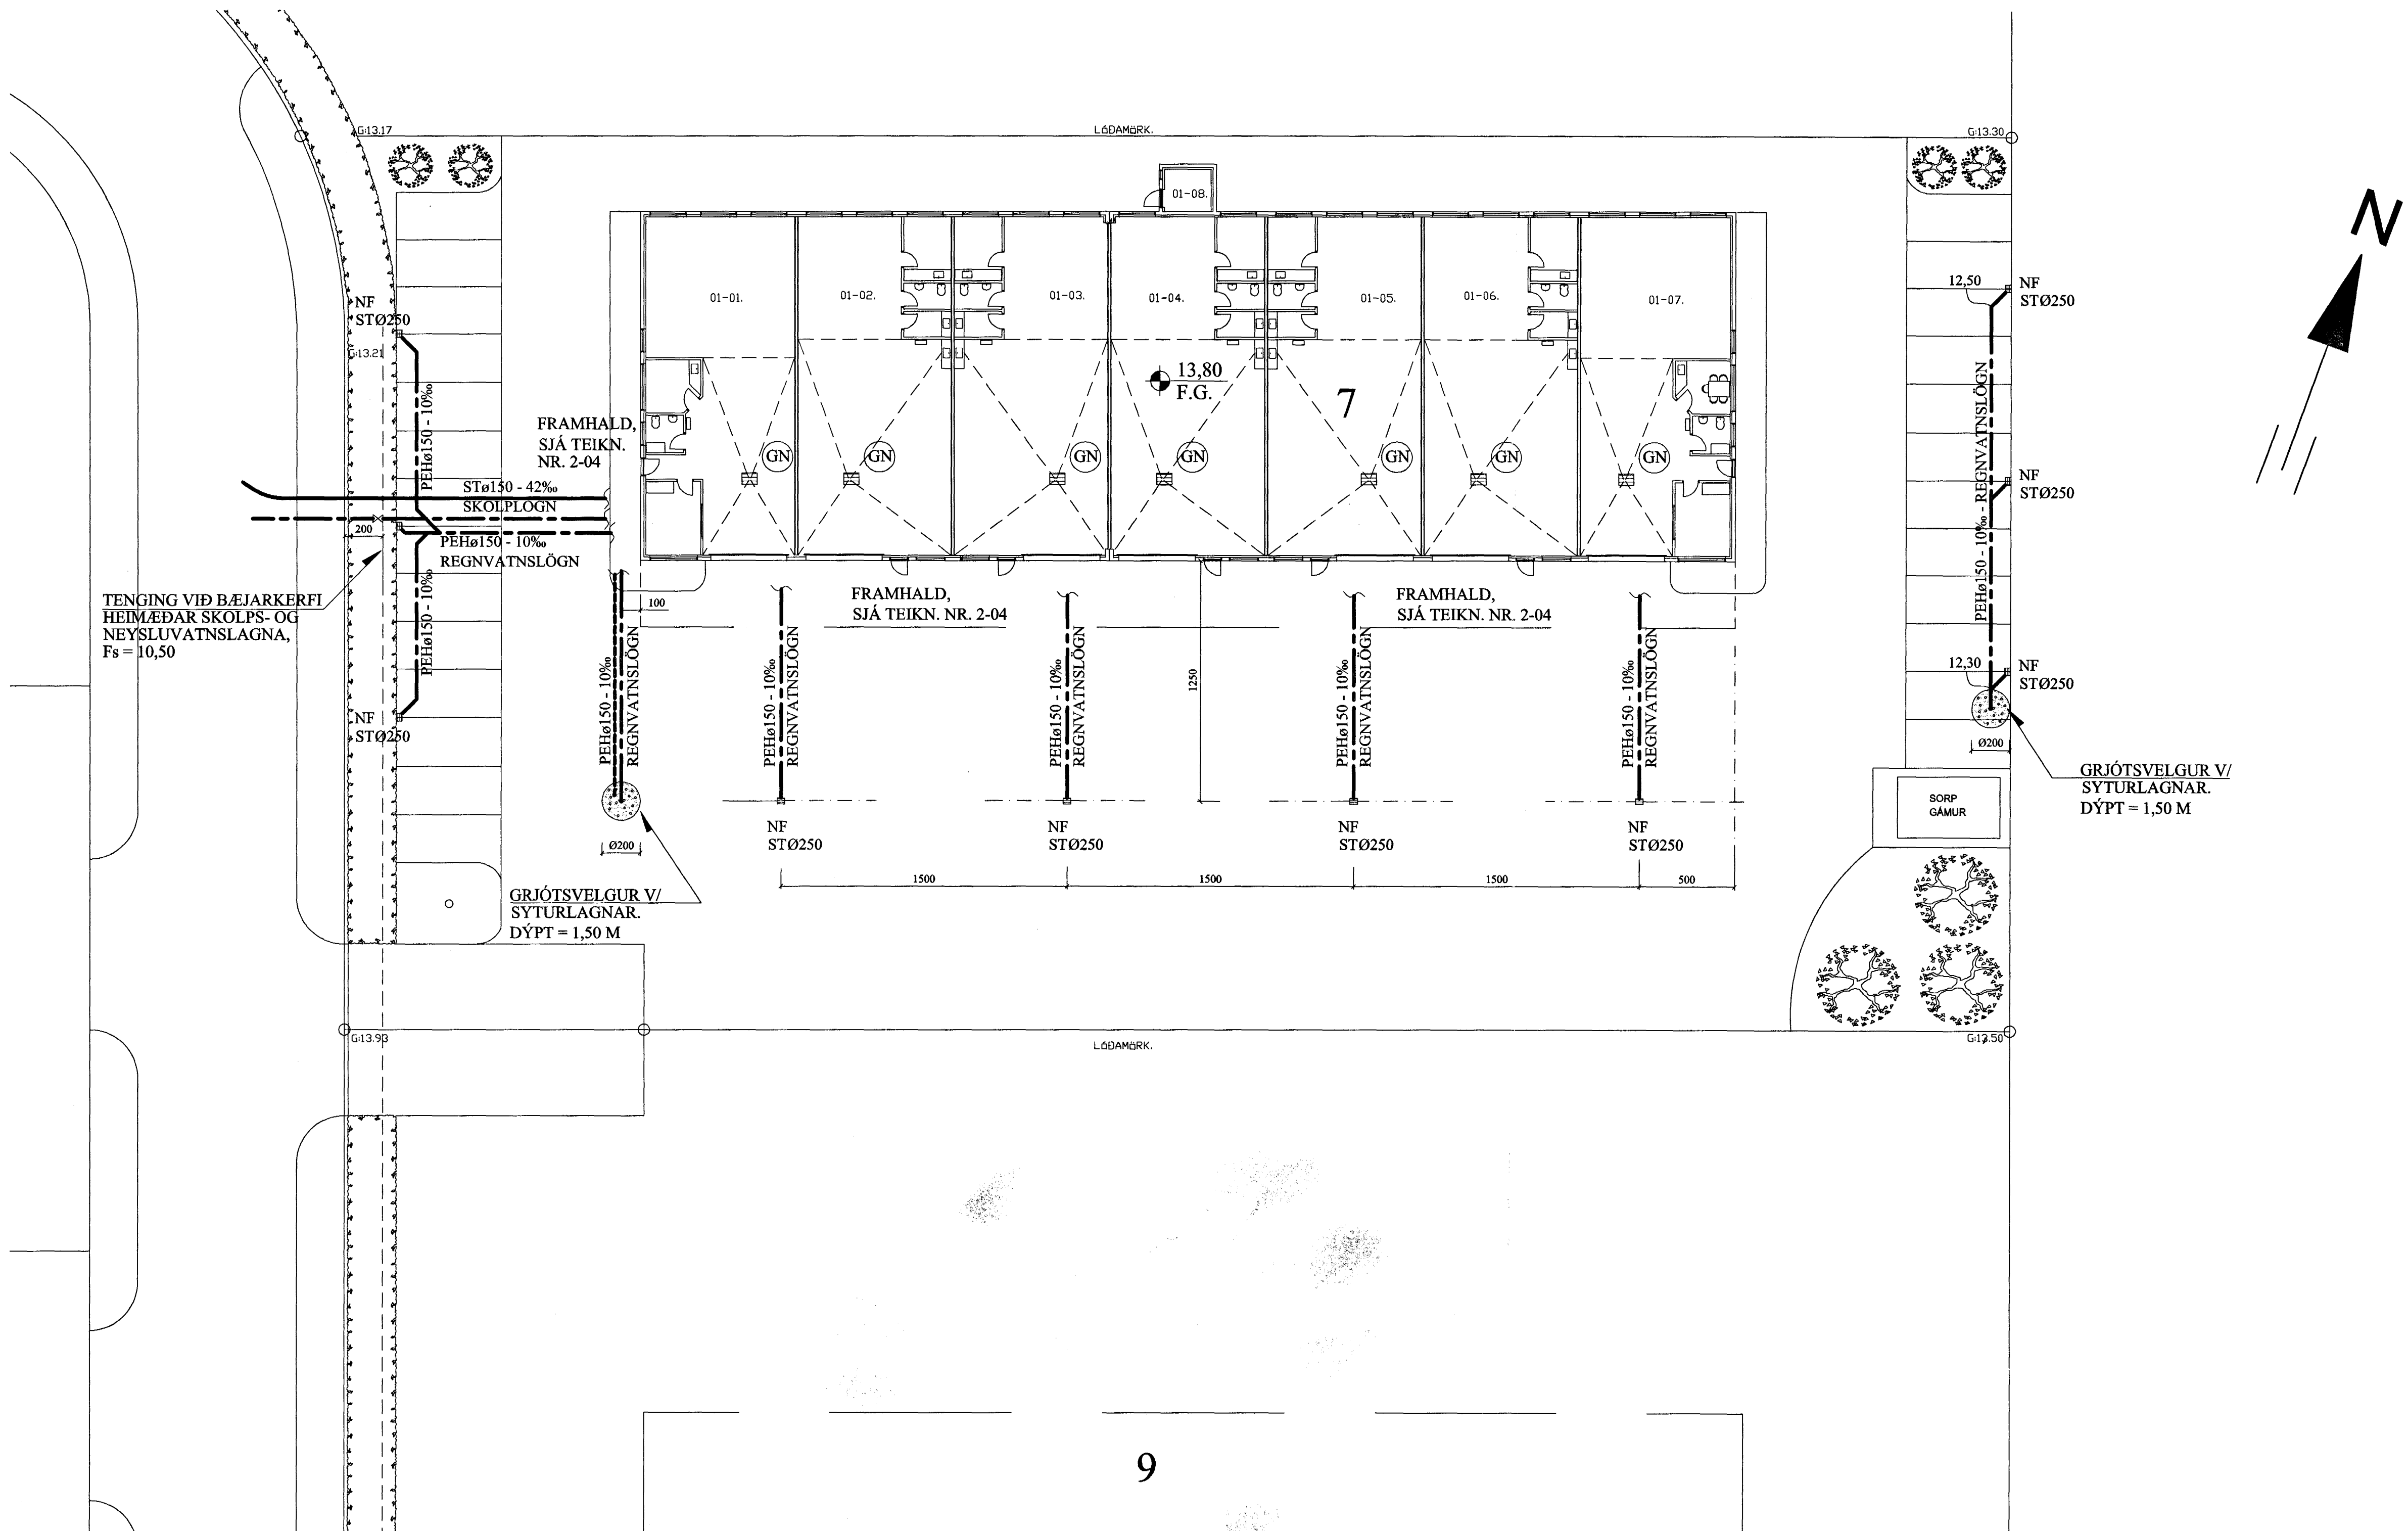 G:13.17
LÓÐAMÖRK.
G:13.30
N
01-08.
01-01.
01-02.
01-03.
01-04.
01-05.
01-06.
01-07.
NF
STØ250
G:13.21
12,50
NF
STØ250
13,80
F.G.
7
PEHø150 - 10‰
FRAMHALD,
SJÁ TEIKN.
NR. 2-04
GN
GN
GN
GN
GN
GN
GN
STø150 - 42‰
SKOLPLÖGN
200
PEHø150 - 10‰
REGNVATNSLÖGN
NF
STØ250
PEHø150 - 10‰ - REGNVATNSLÖGN
TENGING VIÐ BÆJARKERFI
HEIMÆÐAR SKOLPS- OG
NEYSLUVATNSLAGNA,
Fs = 10,50
PEHø150 - 10‰
100
FRAMHALD,
SJÁ TEIKN. NR. 2-04
FRAMHALD,
SJÁ TEIKN. NR. 2-04
PEHø150 - 10‰
REGNVATNSLÖGN
PEHø150 - 10‰
REGNVATNSLÖGN
PEHø150 - 10‰
REGNVATNSLÖGN
1250
PEHø150 - 10‰
REGNVATNSLÖGN
PEHø150 - 10‰
REGNVATNSLÖGN
12,30
NF
STØ250
NF
STØ250
Ø200
GRJÓTSVELGUR V/
SYTURLAGNAR.
DÝPT = 1,50 M
SORP
GÁMUR
NF
STØ250
NF
STØ250
NF
STØ250
NF
STØ250
Ø200
1500
1500
1500
500
GRJÓTSVELGUR V/
SYTURLAGNAR.
DÝPT = 1,50 M
G:13.93
LÓÐAMÖRK.
G:13.50
9